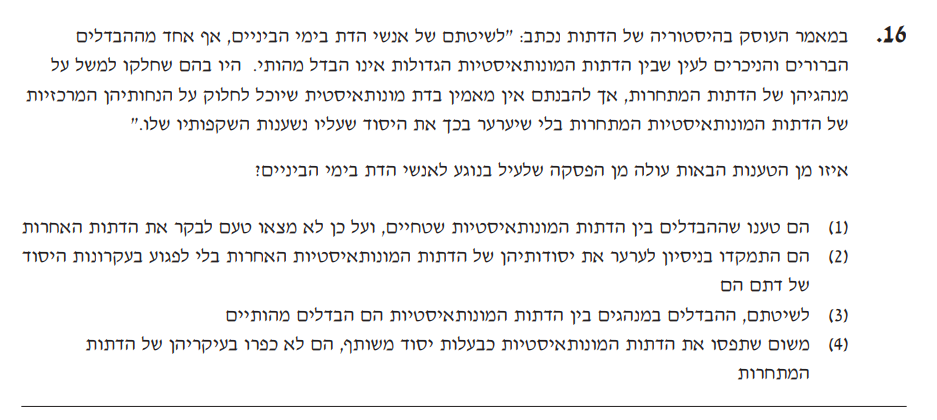 16. במאמר העוסק בהיסטוריה של הדתות נכתב: "לשיטתם של אנשי הדת בימי הביניים, אף אחד מההבדלים
הברורים והניכרים לעין שבין הדתות המונותאיסטיות הגדולות אינו הבדל מהותי. היו בהם שחלקו למשל על
מנהגיהן של הדתות המתחרות, אך להבנתם אין מאמין בדת מונותאיסטית שיוכל לחלוק על הנחותיהן המרכזיות
של הדתות המונותאיסטיות המתחרות בלי שיערער בכך את היסוד שעליו נשענות השקפותיו שלו."
איזו מן הטענות הבאות עולה מן הפסקה שלעיל בנוגע לאנשי הדת בימי הביניים?
(1) הם טענו שההבדלים בין הדתות המונותאיסטיות שטחיים, ועל כן לא מצאו טעם לבקר את הדתות האחרות
(2) הם התמקדו בניסיון לערער את יסודותיהן של הדתות המונותאיסטיות האחרות בלי לפגוע בעקרונות היסוד
של דתם הם
(3) לשיטתם, ההבדלים במנהגים בין הדתות המונותאיסטיות הם הבדלים מהותיים
(4) משום שתפסו את הדתות המונותאיסטיות כבעלות יסוד משותף, הם לא כפרו בעיקריהן של הדתות
המתחרות